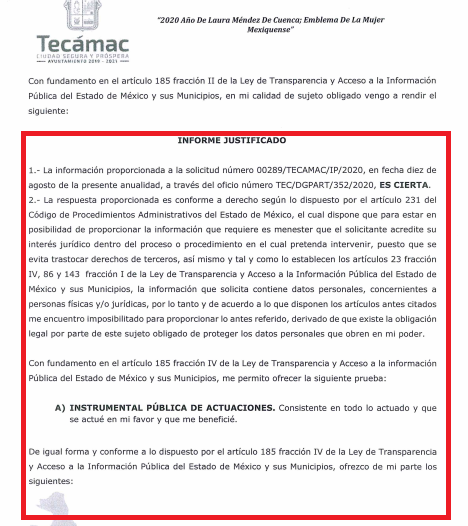 "2020 Año De Laura Méndez De Cuenca; Emblema De La Mujer
Mexiquense"
Tecámac
CIUDAD SEGURA Y PRÓSPERA
AYUNTAMIENTO 2019 - 2021
Con fundamento en el artículo 185 fracción II de la Ley de Transparencia y Acceso a la Información
Pública del Estado de México y sus Municipios, en mi calidad de sujeto obligado vengo a rendir el
siguiente:
INFORME JUSTIFICADO
1.- La información proporcionada a la solicitud número 00289/TECAMAC/IP/2020, en fecha diez de
agosto de la presente anualidad, a través del oficio número TEC/DGPART/352/2020, ES CIERTA.
2.- La respuesta proporcionada es conforme a derecho según lo dispuesto por el artículo 231 del
Código de Procedimientos Administrativos del Estado de México, el cual dispone que para estar en
posibilidad de proporcionar la información que requiere es menester que el solicitante acredite su
interés jurídico dentro del proceso o procedimiento en el cual pretenda intervenir, puesto que se
evita trastocar derechos de terceros, así mismo y tal y como lo establecen los artículos 23 fracción
IV, 86 y 143 fracción I de la Ley de Transparencia y Acceso a la Información Pública del Estado de
México y sus Municipios, la información que solicita contiene datos personales, concernientes a
personas físicas y/o jurídicas, por lo tanto y de acuerdo a lo que disponen los artículos antes citados
me encuentro imposibilitado para proporcionar lo antes referido, derivado de que existe la obligación
legal por parte de este sujeto obligado de proteger los datos personales que obren en mi poder.
Con fundamento en el artículo 185 fracción IV de la Ley de Transparencia y Acceso a la información
Pública del Estado de México y sus Municipios, me permito ofrecer la siguiente prueba:
A) INSTRUMENTAL PÚBLICA DE ACTUACIONES. Consistente en todo lo actuado y que
se actué en mi favor y que me beneficié.
De igual forma y conforme a lo dispuesto por el artículo 185 fracción IV de la Ley de Transparencia
y Acceso a la Información Pública del Estado de México y sus Municipios, ofrezco de mi parte los
siguientes: